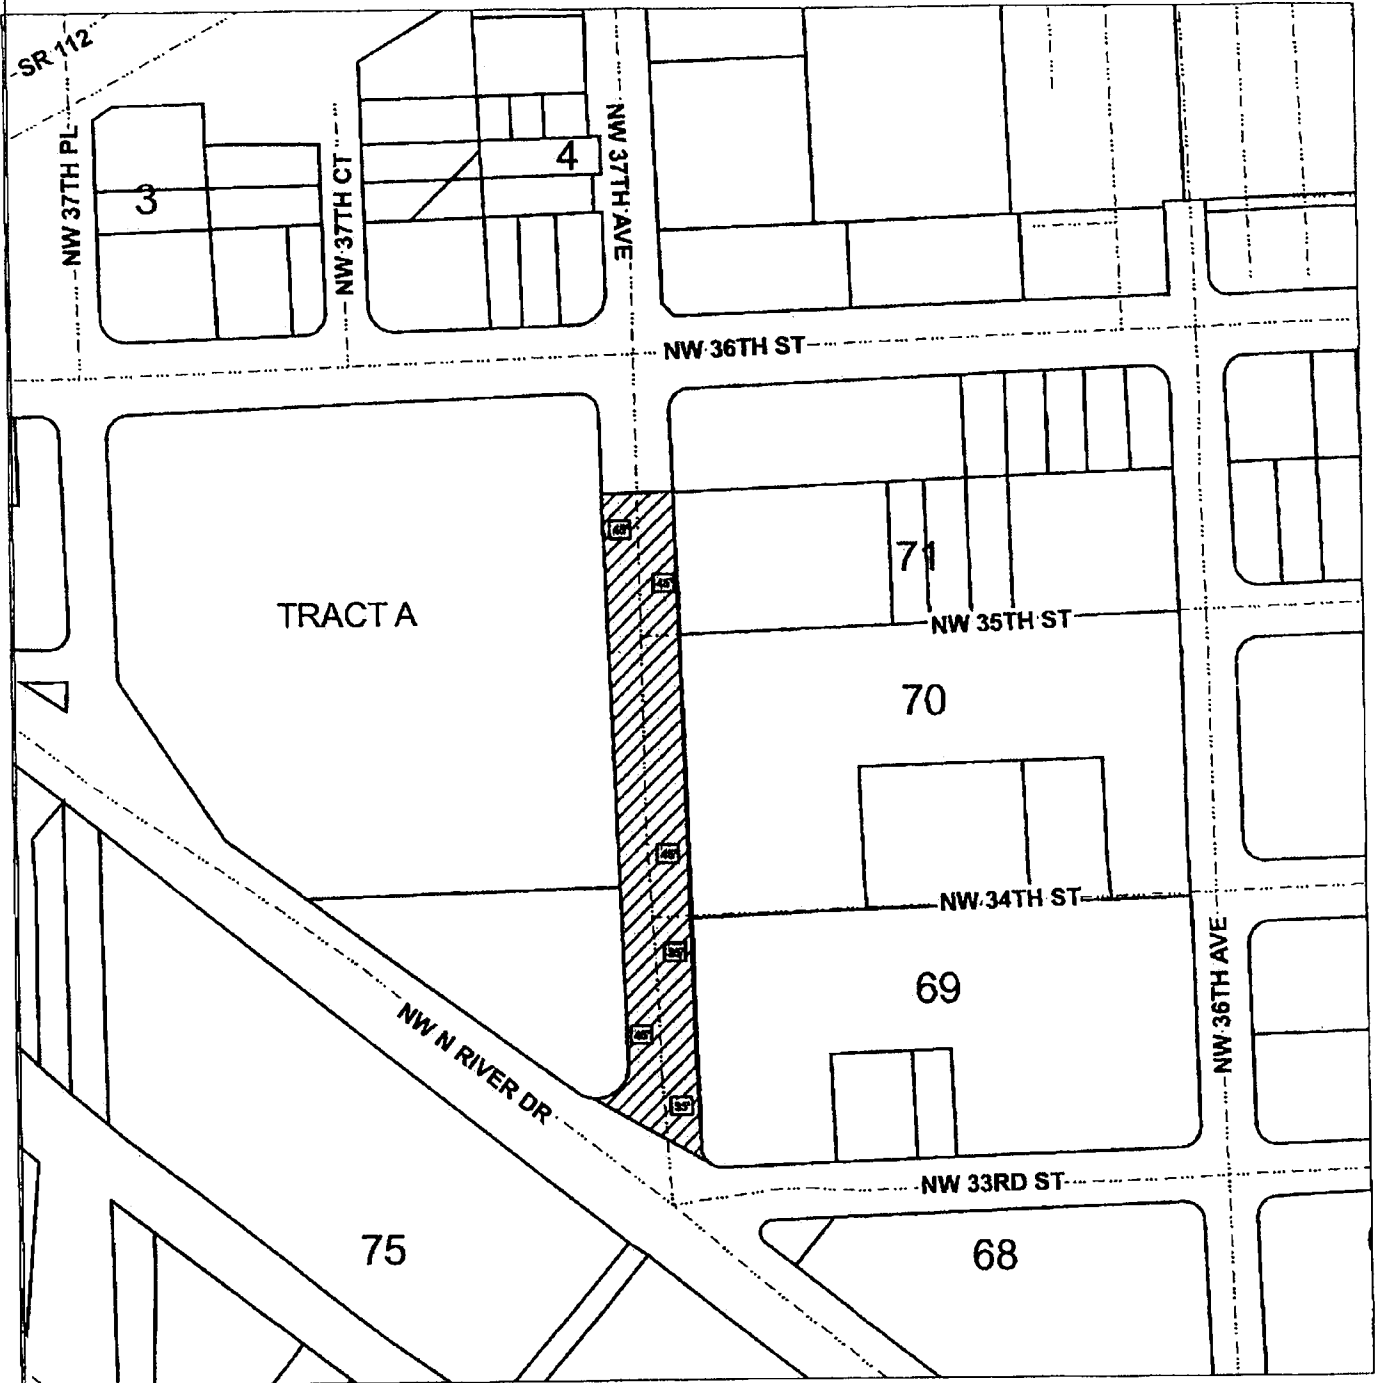 SR 112
NW 37TH PL
3
NW 37TH CT
4
NW 37TH AVE
NW 36TH ST
TRACT A
71
NW 35TH ST
70
NW 34TH ST
69
NW 36TH AVE
NW N RIVER DR
35'
NW 33RD ST
75
68